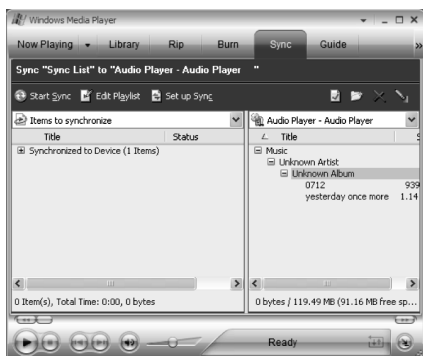 Windows Media Player
Now Playing Library Rip Burn Sync Guide »
Sync "Sync List" to "Audio Player - Audio Player "
Start Sync Edit Playlist Set up Sync
Items to synchronize
Title Status
Synchronized to Device (1 Items)
0 Item(s), Total Time: 0:00, 0 bytes
Audio Player - Audio Player
Title S
Music
Unknown Artist
Unknown Album
0712 939
yesterday once more 1.14
0 bytes / 119.49 MB (91.16 MB free sp...
Ready